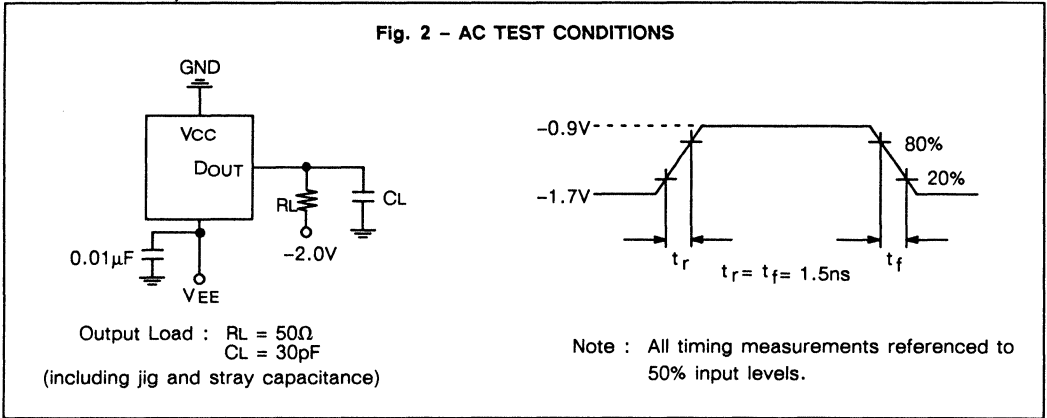 Fig. 2 – AC TEST CONDITIONS
GND
VCC
DOUT
RL
CL
–2.0V
0.01μF
VEE
Output Load : RL = 50Ω
CL = 30pF
(including jig and stray capacitance)
–0.9V
–1.7V
80%
20%
tr
tf
tr= tf= 1.5ns
Note : All timing measurements referenced to
50% input levels.